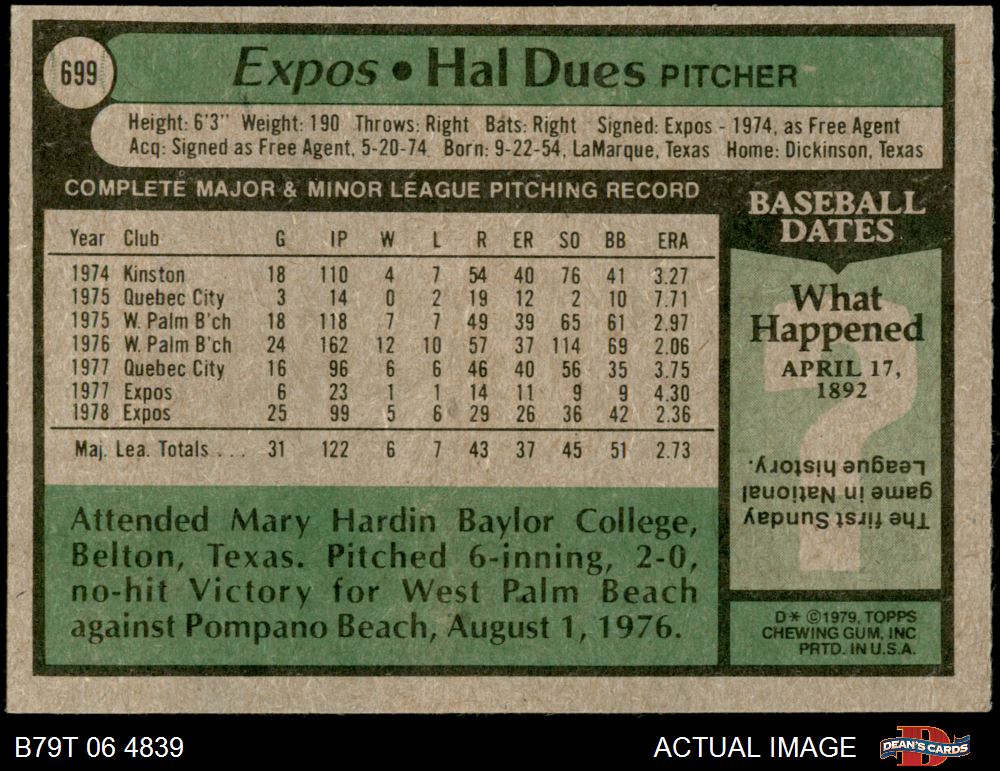 699
Expos • Hal Dues PITCHER
Height: 6'3" Weight: 190 Throws: Right Bats: Right Signed: Expos - 1974, as Free Agent
Acq: Signed as Free Agent, 5-20-74 Born: 9-22-54, LaMarque, Texas Home: Dickinson, Texas
COMPLETE MAJOR & MINOR LEAGUE PITCHING RECORD
Year Club G IP W L R ER SO BB ERA
1974 Kinston 18 110 4 7 54 40 76 41 3.27
1975 Quebec City 3 14 0 2 19 12 2 10 7.71
1975 W. Palm B'ch 18 118 7 7 49 39 65 61 2.97
1976 W. Palm B'ch 24 162 12 10 57 37 114 69 2.06
1977 Quebec City 16 96 6 6 46 40 56 35 3.75
1977 Expos 6 23 1 1 14 11 9 9 4.30
1978 Expos 25 99 5 6 29 26 36 42 2.36
Maj. Lea. Totals . . . 31 122 6 7 43 37 45 51 2.73
Attended Mary Hardin Baylor College,
Belton, Texas. Pitched 6-inning, 2-0,
no-hit Victory for West Palm Beach
against Pompano Beach, August 1, 1976.
BASEBALL
DATES
What
Happened
APRIL 17,
1892
?
The first Sunday
game in National
League history.
D* ©1979, TOPPS
CHEWING GUM, INC
PRTD. IN U.S.A.
B79T 06 4839
ACTUAL IMAGE
D
DEAN'S CARDS